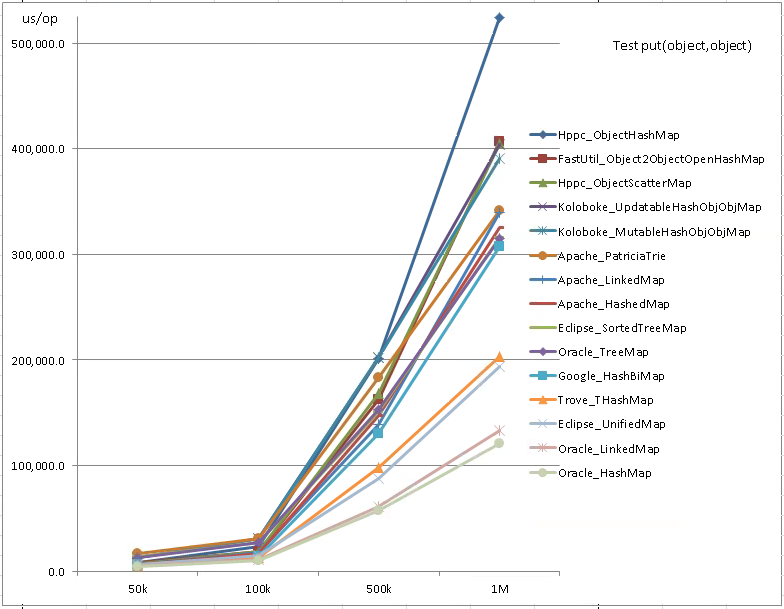 us/op
Test put(object,object)
500,000.0
400,000.0
300,000.0
200,000.0
100,000.0
0.0
50k
100k
500k
1M
Hppc_ObjectHashMap
FastUtil_Object2ObjectOpenHashMap
Hppc_ObjectScatterMap
Koloboke_UpdatableHashObjObjMap
Koloboke_MutableHashObjObjMap
Apache_PatriciaTrie
Apache_LinkedMap
Apache_HashedMap
Eclipse_SortedTreeMap
Oracle_TreeMap
Google_HashBiMap
Trove_THashMap
Eclipse_UnifiedMap
Oracle_LinkedMap
Oracle_HashMap